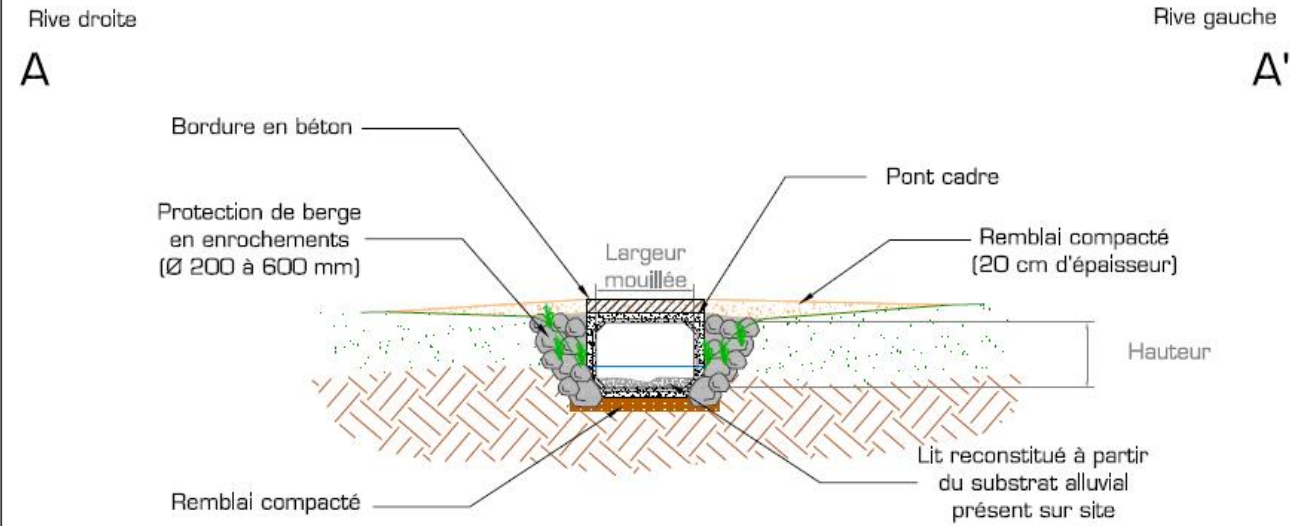 Rive droite
Rive gauche
A
A'
Bordure en béton
Pont cadre
Protection de berge
en enrochements
(Ø 200 à 600 mm)
Largeur
mouillée
Remblai compacté
(20 cm d'épaisseur)
Hauteur
Lit reconstitué à partir
du substrat alluvial
présent sur site
Remblai compacté